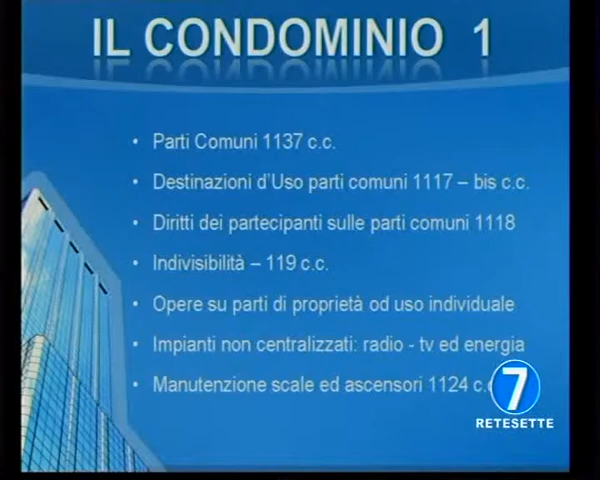 IL CONDOMINIO 1
• Parti Comuni 1137 c.c.
• Destinazioni d'Uso parti comuni 1117 – bis c.c.
• Diritti dei partecipanti sulle parti comuni 1118
• Indivisibilità – 119 c.c.
• Opere su parti di proprietà od uso individuale
• Impianti non centralizzati: radio - tv ed energia
• Manutenzione scale ed ascensori 1124 c.
7
RETESETTE